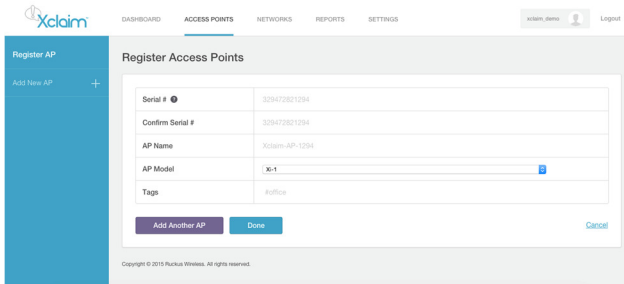 Xclaim
DASHBOARD ACCESS POINTS NETWORKS REPORTS SETTINGS xclaim_demo Logout
Register AP
Register Access Points
Add New AP +
Serial # ? 329472821294
Confirm Serial # 329472821294
AP Name Xclaim-AP-1294
AP Model Xi-1
Tags #office
Add Another AP Done Cancel
Copyright © 2015 Ruckus Wireless. All rights reserved.